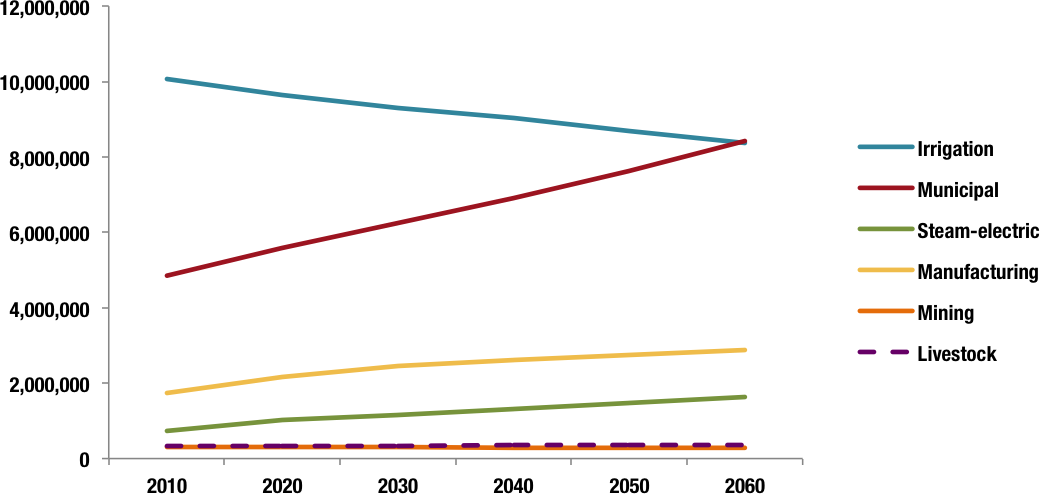 12,000,000
10,000,000
8,000,000
6,000,000
4,000,000
2,000,000
0
2010 2020 2030 2040 2050 2060
Irrigation
Municipal
Steam-electric
Manufacturing
Mining
Livestock